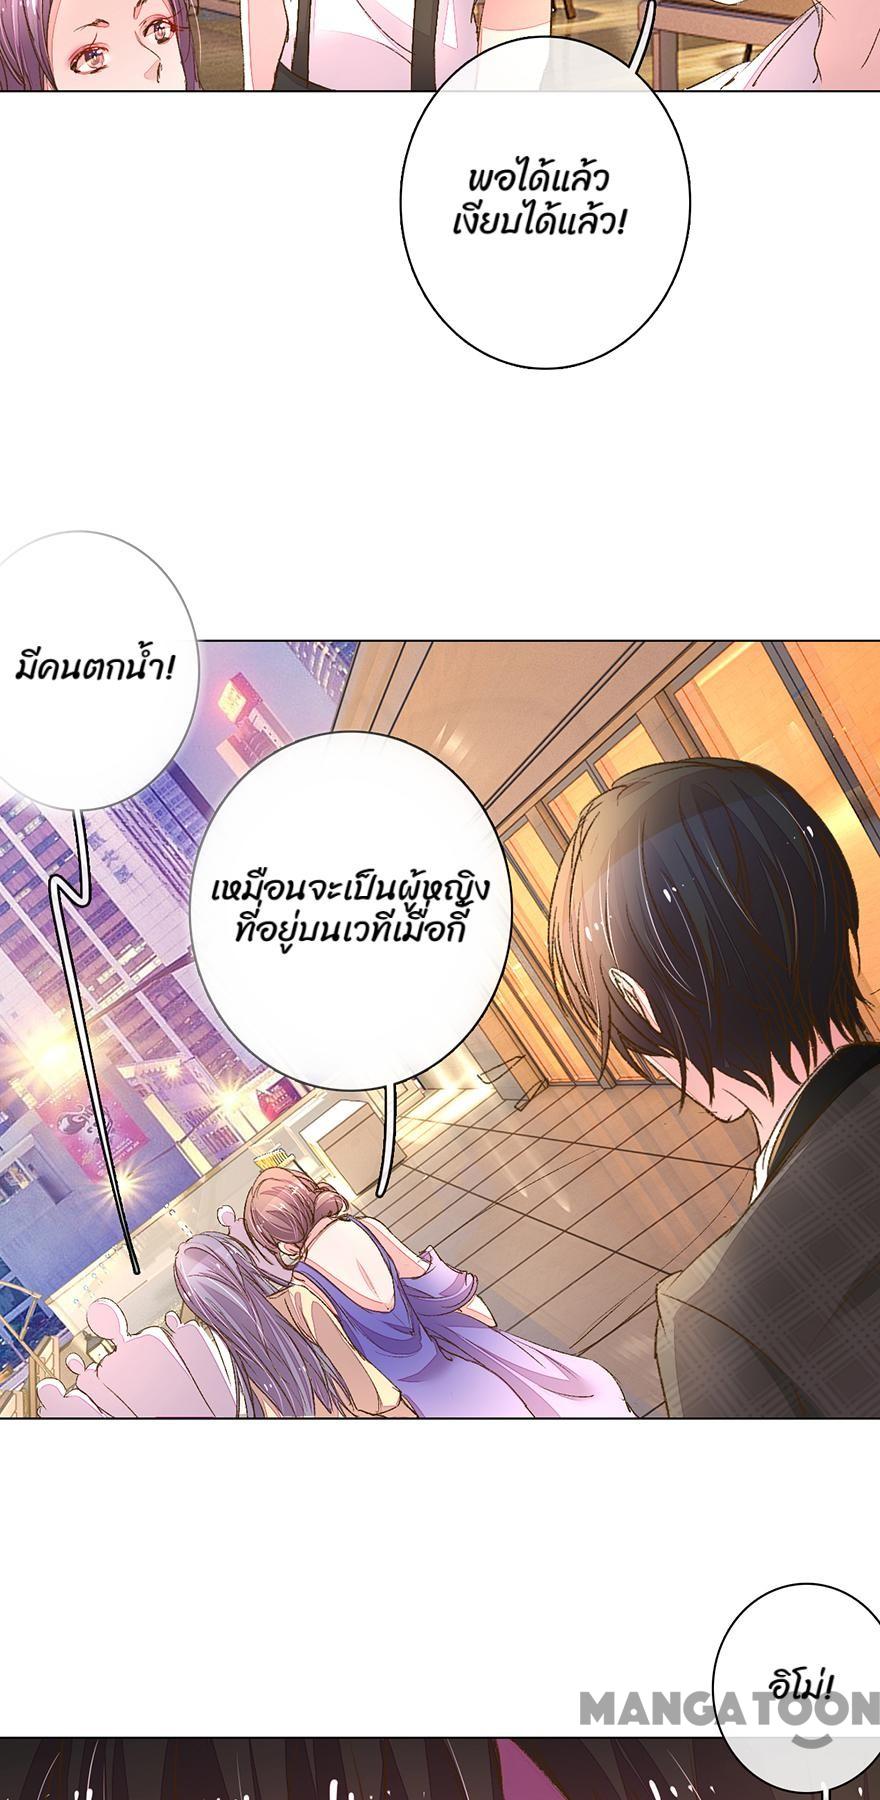 พอได้แล้ว
เงียบได้แล้ว!
มีคนตกน้ำ!
เหมือนจะเป็นผู้หญิง
ที่อยู่บนเวทีเมื่อกี้
อิโม่!
MANGATOON